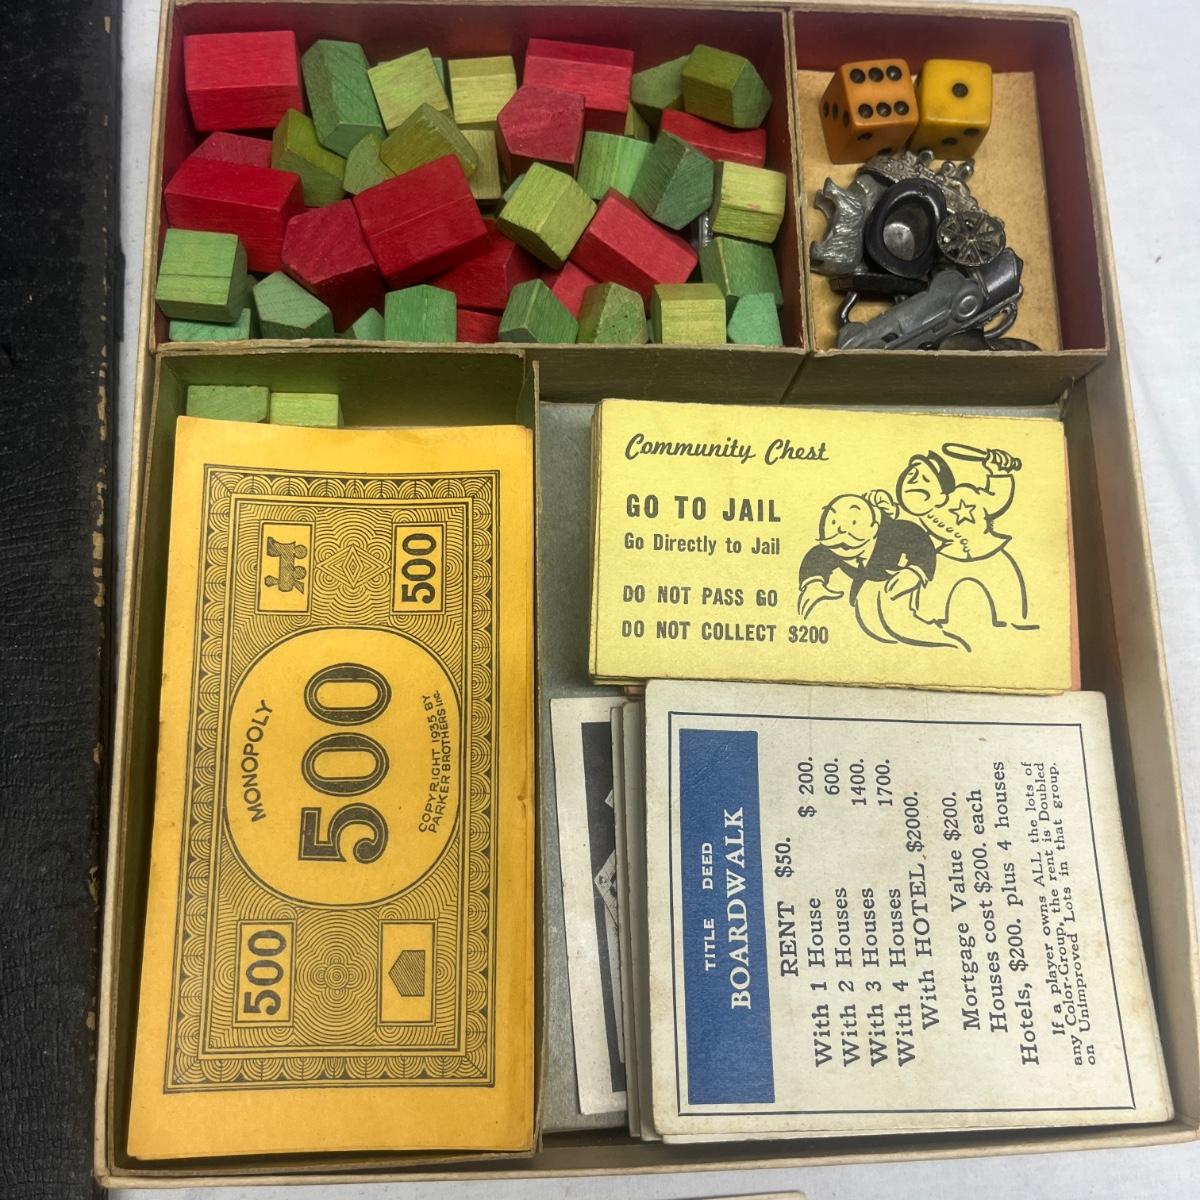 Community Chest
GO TO JAIL
Go Directly to Jail
DO NOT PASS GO
DO NOT COLLECT $200
500
500
MONOPOLY
500
COPYRIGHT 1935 BY
PARKER BROTHERS Inc.
TITLE DEED
BOARDWALK
RENT $50.
With 1 House $ 200.
With 2 Houses 600.
With 3 Houses 1400.
With 4 Houses 1700.
With HOTEL $2000.
Mortgage Value $200.
Houses cost $200. each
Hotels, $200. plus 4 houses
If a player owns ALL the lots of
any Color-Group, the rent is Doubled
on Unimproved Lots in that group.